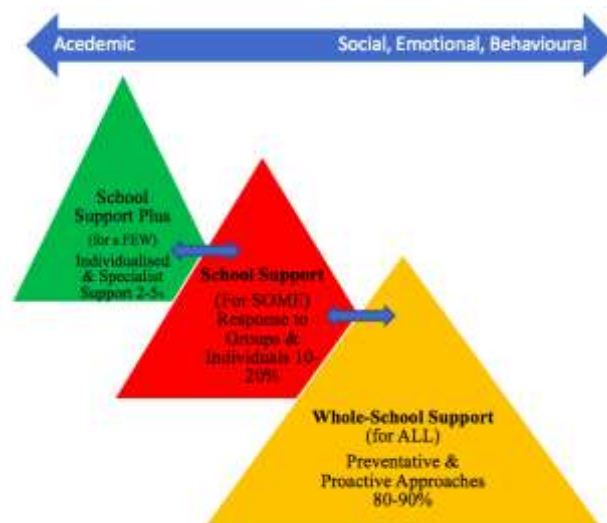 Acedemic
Social, Emotional, Behavioural
School
Support Plus
(for a FEW)
Individualised
& Specialist
Support 2-5%
School Support
(For SOME)
Response to
Groups &
Individuals 10-
20%
Whole-School Support
(for ALL)
Preventative &
Proactive Approaches
80-90%